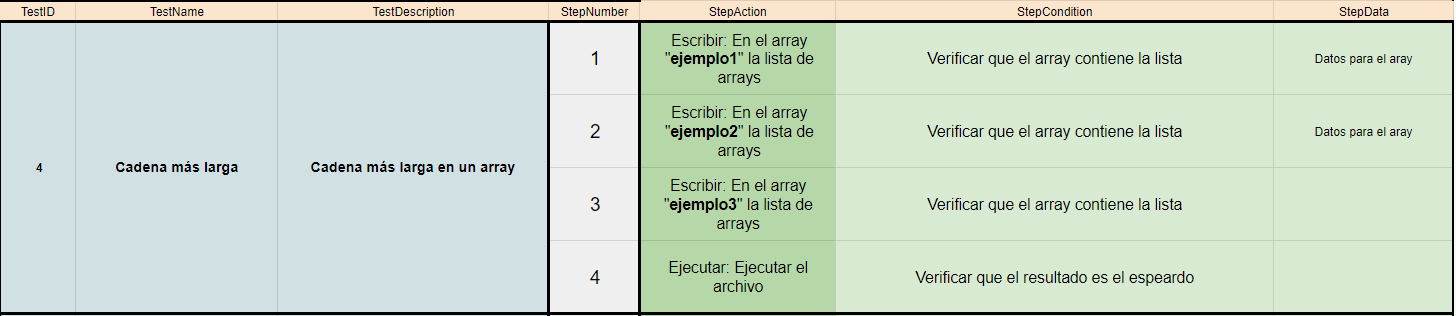 TestID TestName TestDescription StepNumber StepAction StepCondition StepData
4 Cadena más larga Cadena más larga en un array
1
Escribir: En el array
"ejemplo1" la lista de
arrays
Verificar que el array contiene la lista
Datos para el aray
2
Escribir: En el array
"ejemplo2" la lista de
arrays
Verificar que el array contiene la lista
Datos para el aray
3
Escribir: En el array
"ejemplo3" la lista de
arrays
Verificar que el array contiene la lista
4
Ejecutar: Ejecutar el
archivo
Verificar que el resultado es el espeardo